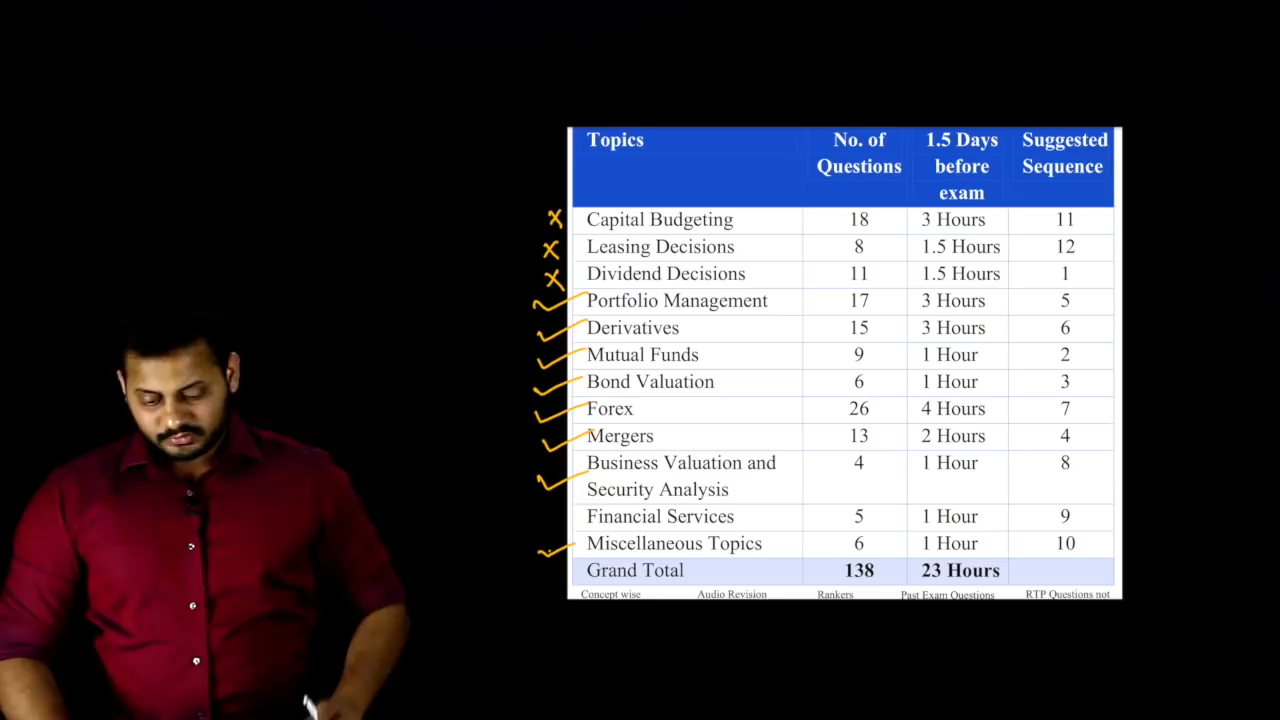 Topics No. of Questions 1.5 Days before exam Suggested Sequence
Capital Budgeting 18 3 Hours 11
Leasing Decisions 8 1.5 Hours 12
Dividend Decisions 11 1.5 Hours 1
Portfolio Management 17 3 Hours 5
Derivatives 15 3 Hours 6
Mutual Funds 9 1 Hour 2
Bond Valuation 6 1 Hour 3
Forex 26 4 Hours 7
Mergers 13 2 Hours 4
Business Valuation and Security Analysis 4 1 Hour 8
Financial Services 5 1 Hour 9
Miscellaneous Topics 6 1 Hour 10
Grand Total 138 23 Hours
Concept wise Audio Revision Rankers Past Exam Questions RTP Questions not